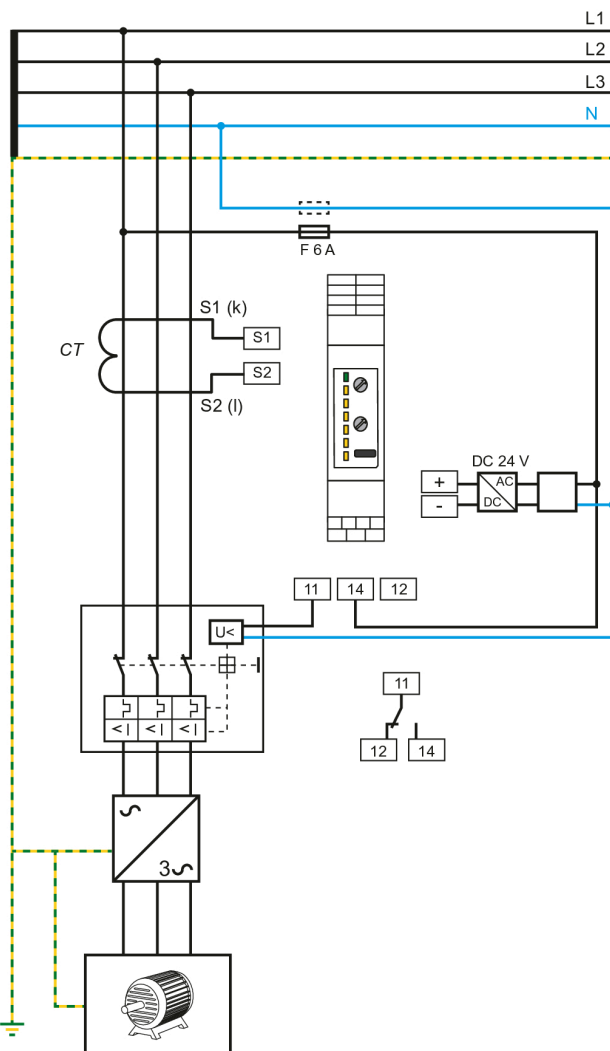 L1
L2
L3
N
F 6 A
S1 (k)
S1
CT
S2
S2 (l)
DC 24 V
+
AC
-
DC
11
14
12
U<
11
12
14
3